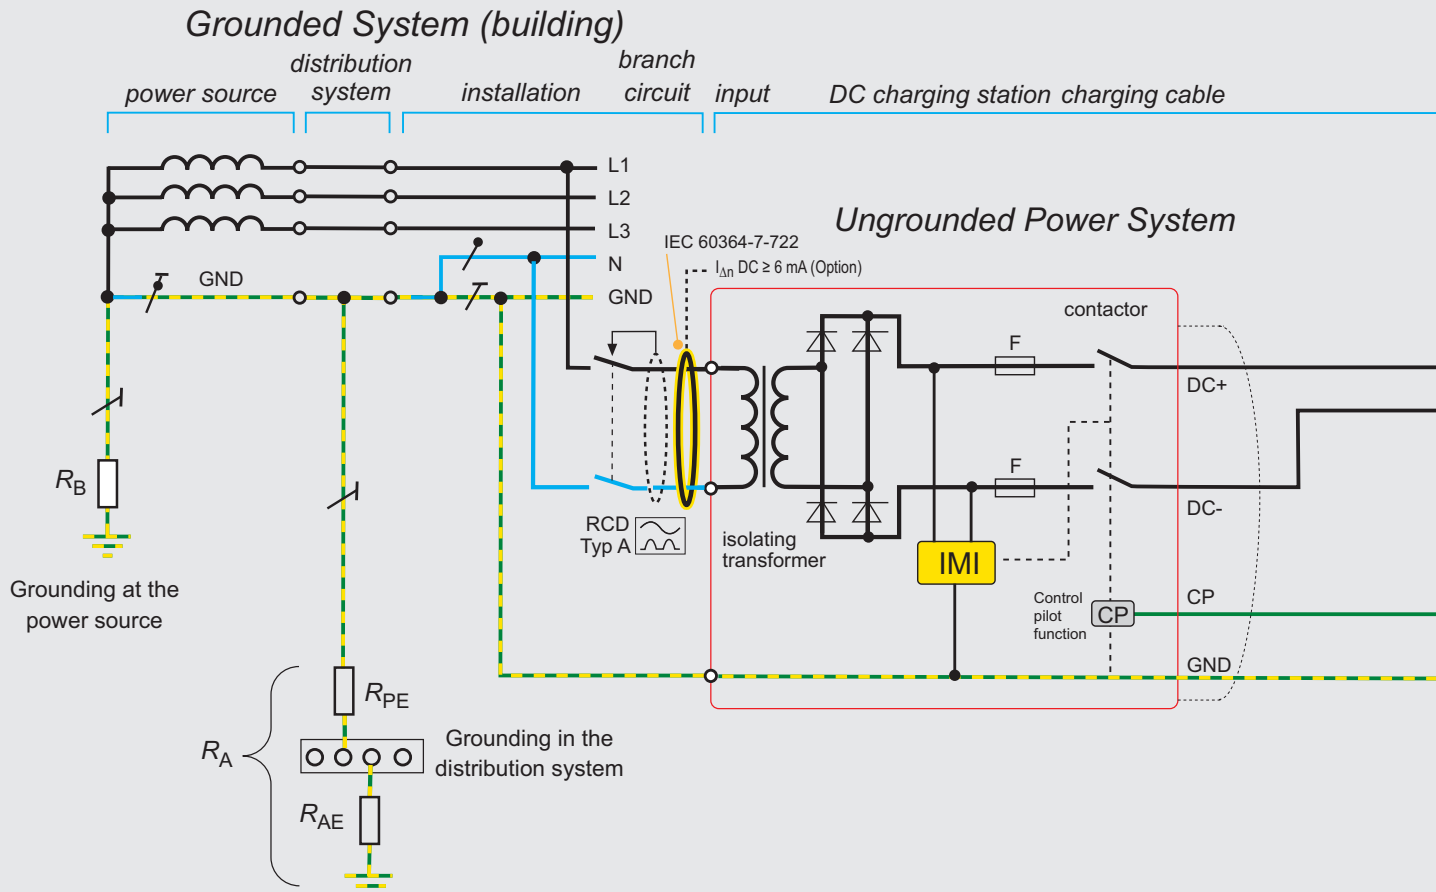 Grounded System (building)
power source
distribution
system
installation
branch
circuit
input
DC charging station charging cable
L1
L2
L3
N
GND
GND
Ungrounded Power System
IEC 60364-7-722
IΔn DC ≥ 6 mA (Option)
contactor
F
DC+
F
DC-
RCD
Typ A
isolating
transformer
IMI
Control
pilot
function
CP
CP
GND
RB
Grounding at the
power source
RPE
RA
Grounding in the
distribution system
RAE